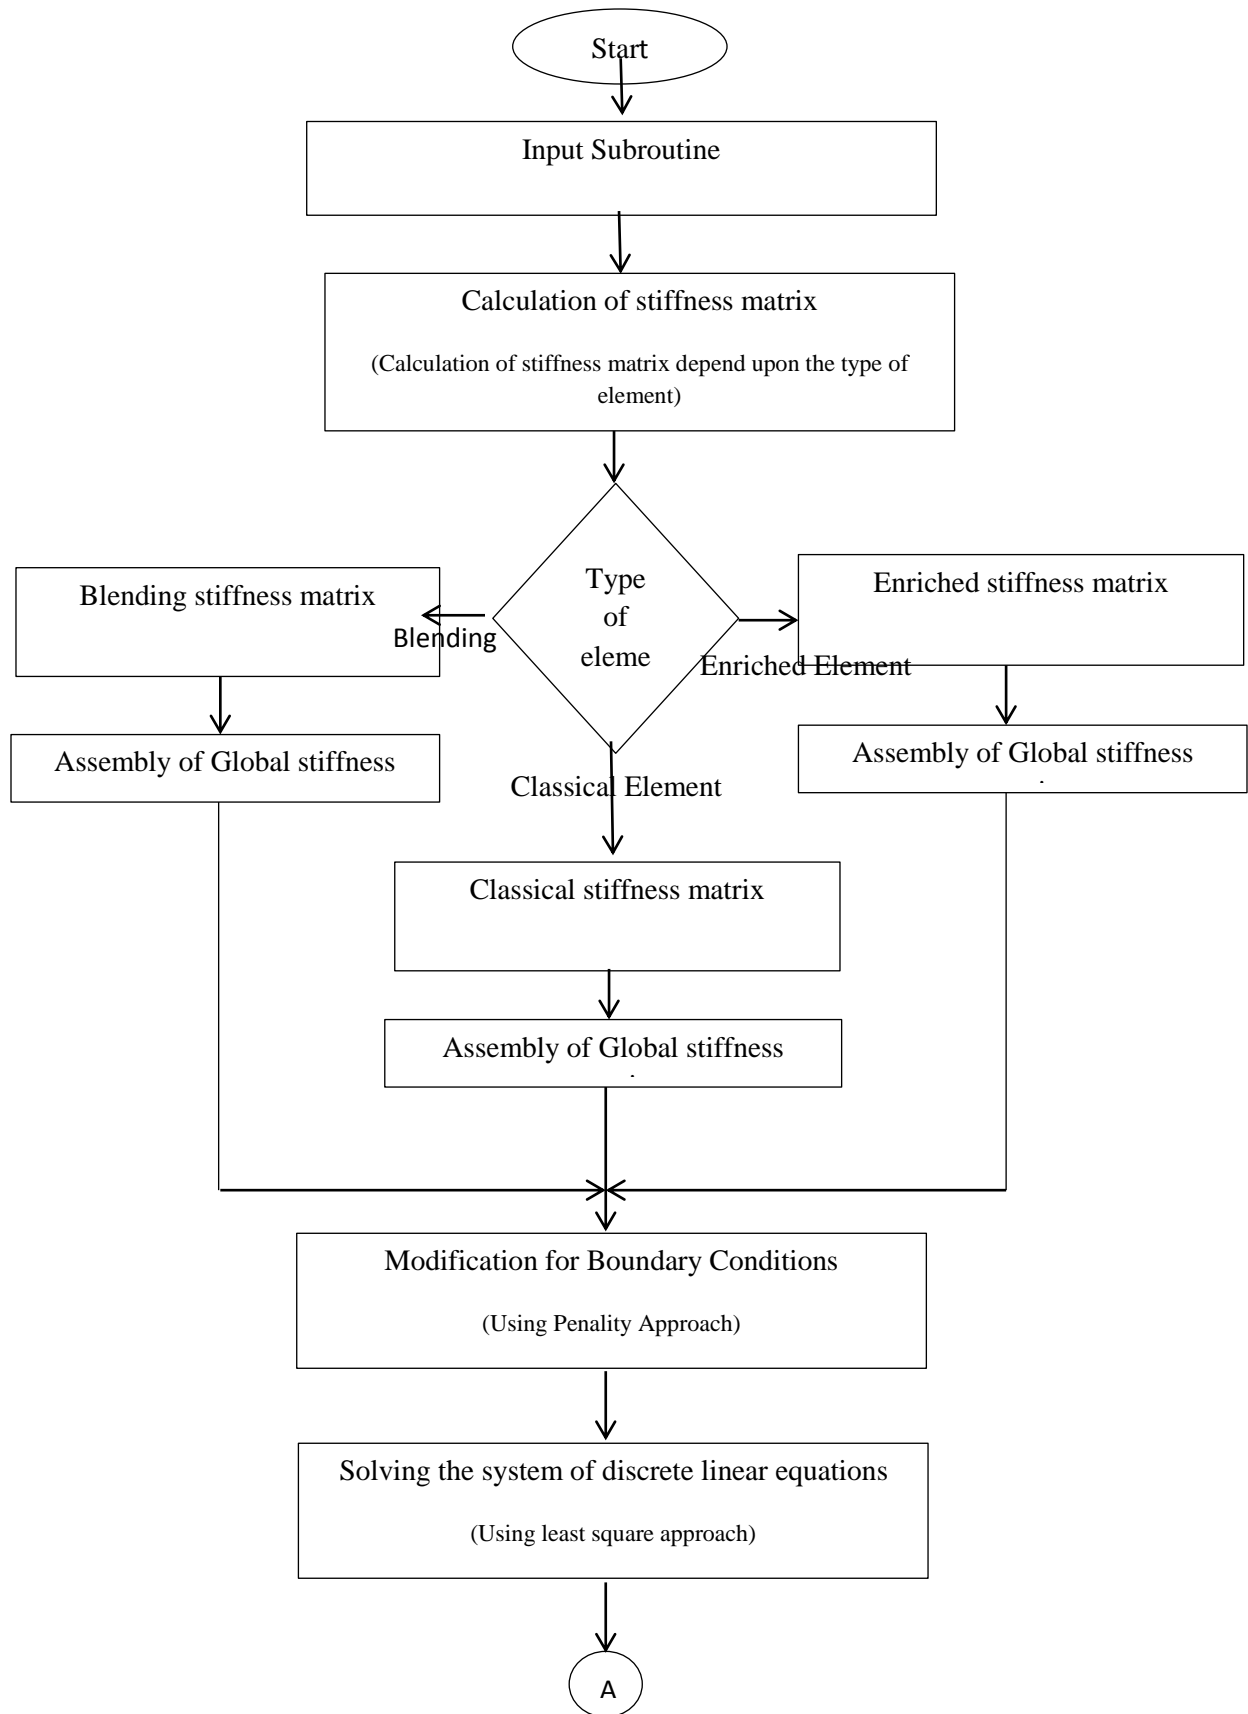 Start
Input Subroutine
Calculation of stiffness matrix
(Calculation of stiffness matrix depend upon the type of
element)
Type
of
eleme
Blending stiffness matrix
Blending
Enriched stiffness matrix
Enriched Element
Assembly of Global stiffness
Assembly of Global stiffness
Classical Element
Classical stiffness matrix
Assembly of Global stiffness
Modification for Boundary Conditions
(Using Penality Approach)
Solving the system of discrete linear equations
(Using least square approach)
A